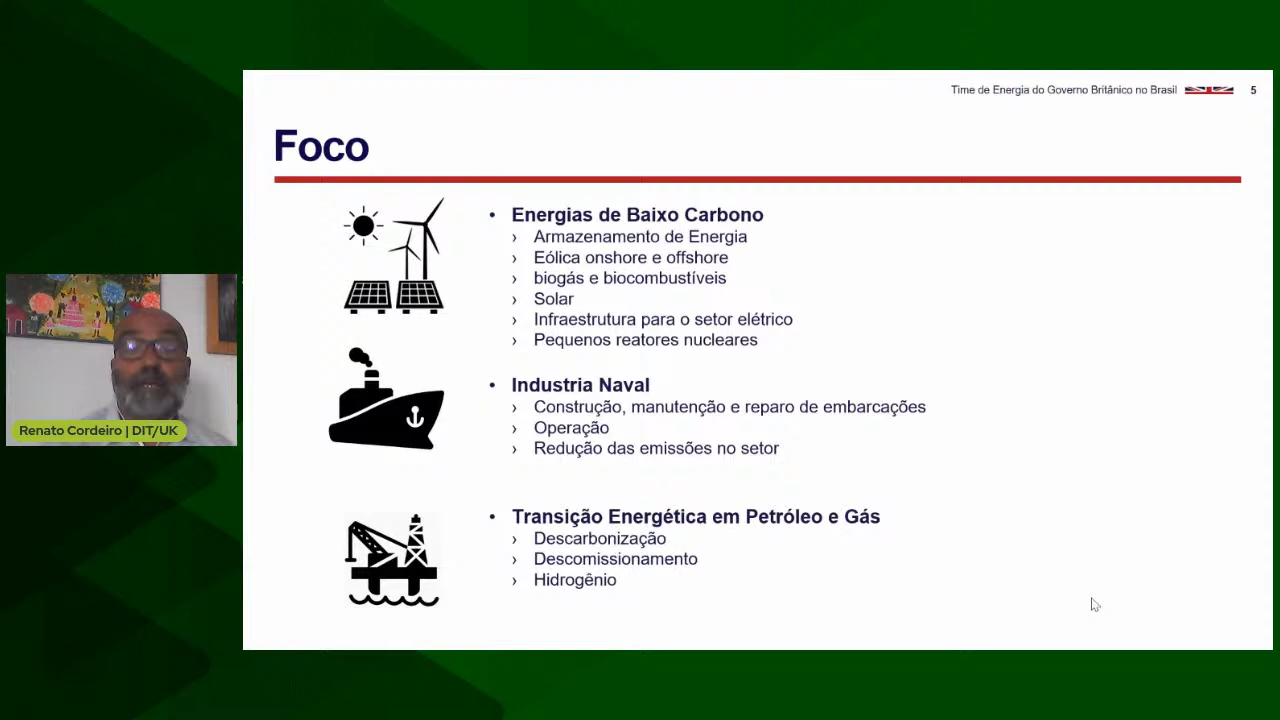 Time de Energia do Governo Britânico no Brasil 5
Foco
• Energias de Baixo Carbono
› Armazenamento de Energia
› Eólica onshore e offshore
› biogás e biocombustíveis
› Solar
› Infraestrutura para o setor elétrico
› Pequenos reatores nucleares
• Industria Naval
› Construção, manutenção e reparo de embarcações
› Operação
› Redução das emissões no setor
• Transição Energética em Petróleo e Gás
› Descarbonização
› Descomissionamento
› Hidrogênio
Renato Cordeiro | DIT/UK